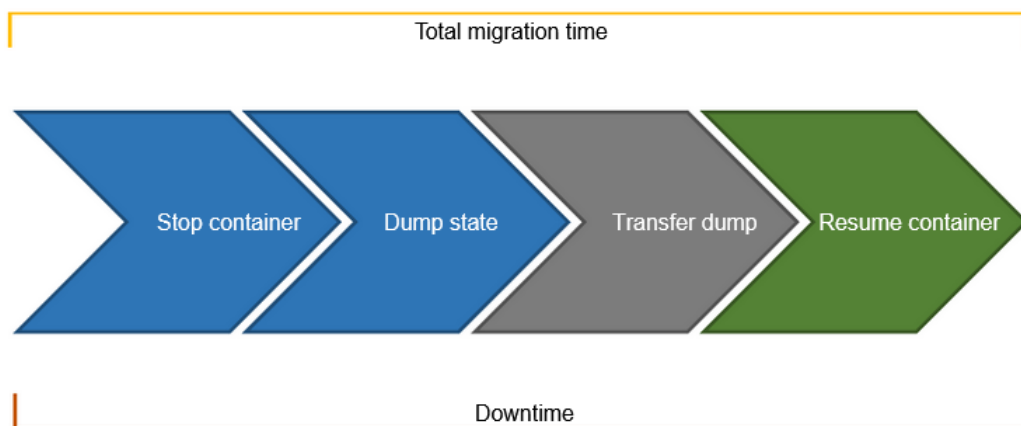 Total migration time
Stop container
Dump state
Transfer dump
Resume container
Downtime